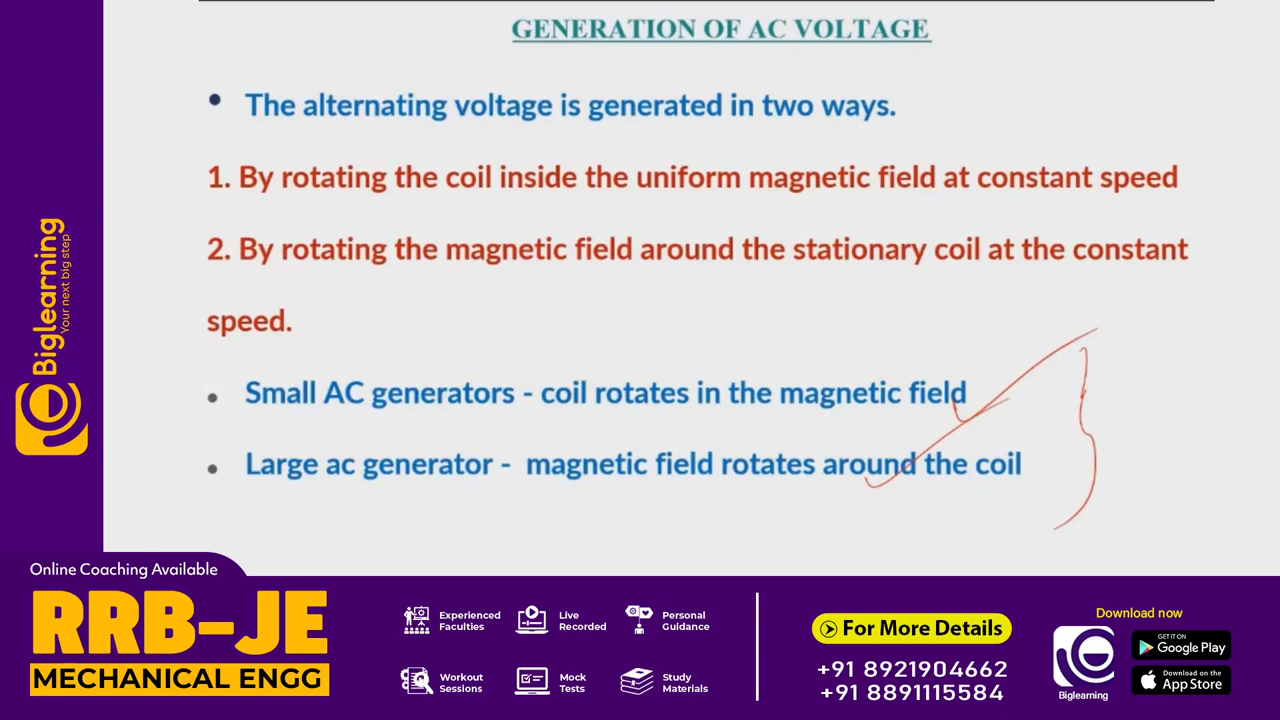 GENERATION OF AC VOLTAGE
• The alternating voltage is generated in two ways.
1. By rotating the coil inside the uniform magnetic field at constant speed
2. By rotating the magnetic field around the stationary coil at the constant
speed.
• Small AC generators - coil rotates in the magnetic field
• Large ac generator - magnetic field rotates around the coil
Biglearning
Your next big step
Online Coaching Available
RRB-JE
MECHANICAL ENGG
Experienced
Faculties
Live
Recorded
Personal
Guidance
Workout
Sessions
Mock
Tests
Study
Materials
For More Details
+91 8921904662
+91 8891115584
Download now
Biglearning
GET IT ON
Google Play
Download on the
App Store